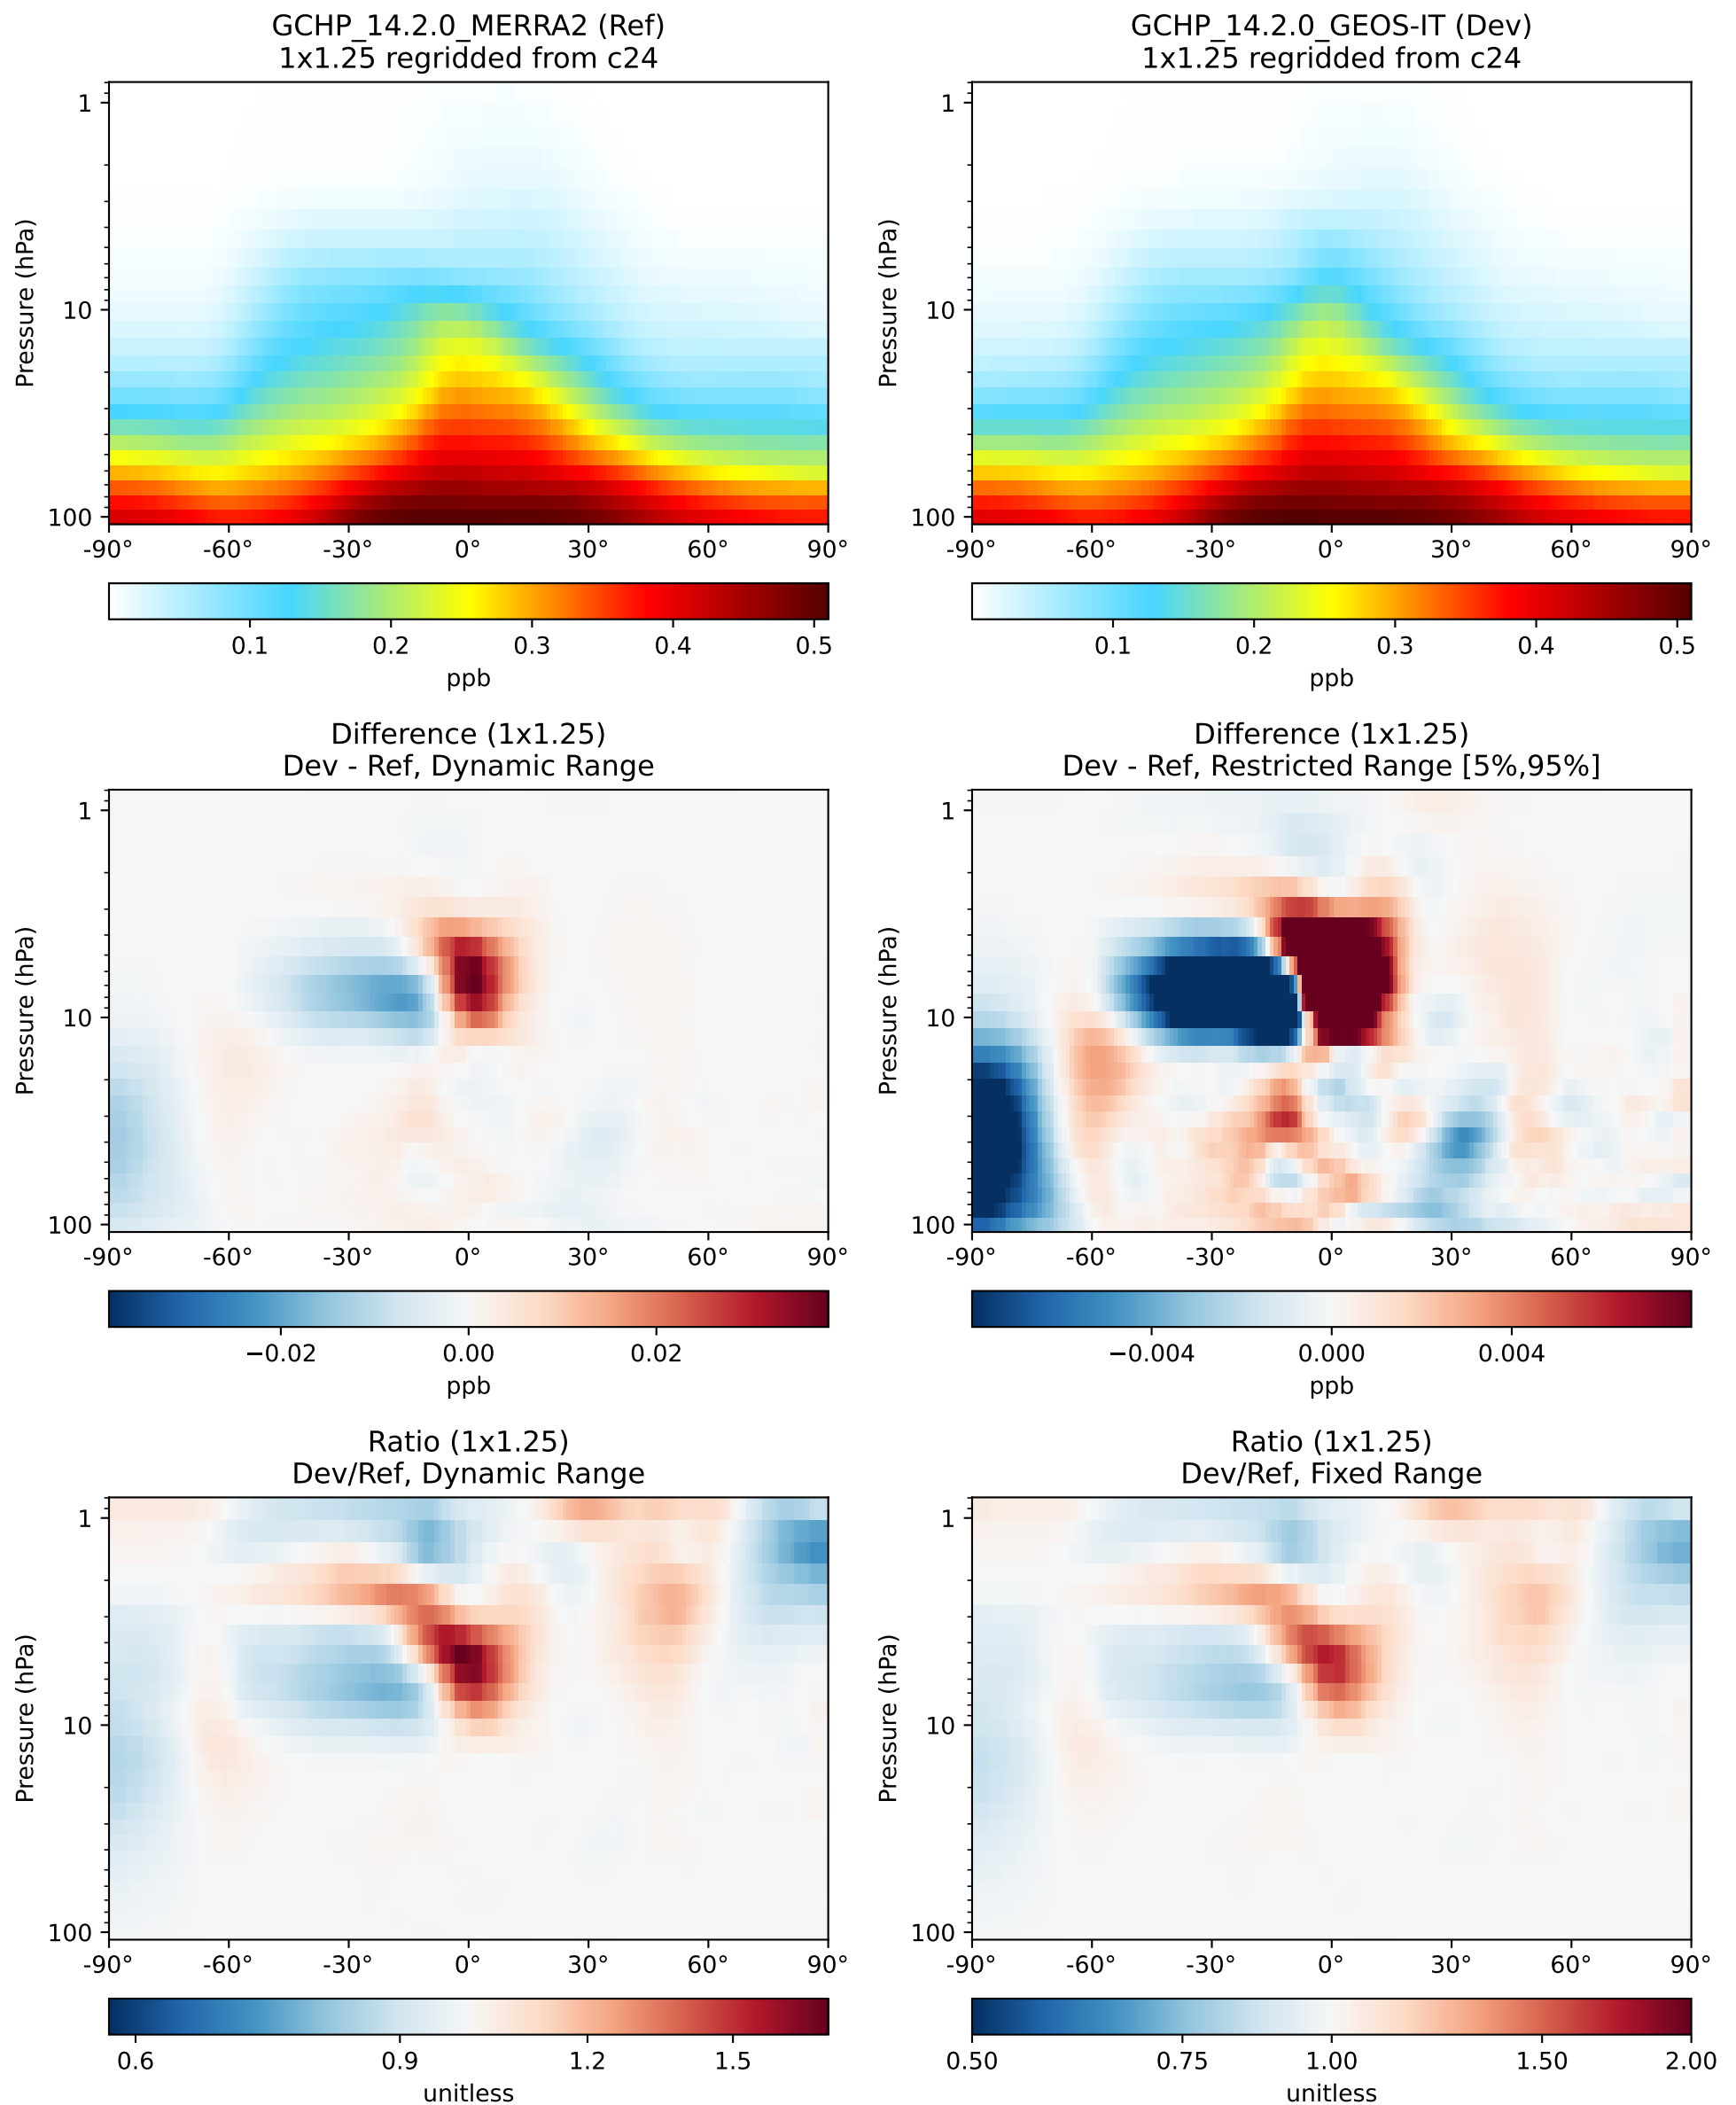 GCHP_14.2.0_MERRA2 (Ref)
1x1.25 regridded from c24
Pressure (hPa)
1
10
100
-90° -60° -30° 0° 30° 60° 90°
0.1 0.2 0.3 0.4 0.5
ppb
GCHP_14.2.0_GEOS-IT (Dev)
1x1.25 regridded from c24
Pressure (hPa)
1
10
100
-90° -60° -30° 0° 30° 60° 90°
0.1 0.2 0.3 0.4 0.5
ppb
Difference (1x1.25)
Dev - Ref, Dynamic Range
Pressure (hPa)
1
10
100
-90° -60° -30° 0° 30° 60° 90°
−0.02 0.00 0.02
ppb
Difference (1x1.25)
Dev - Ref, Restricted Range [5%,95%]
Pressure (hPa)
1
10
100
-90° -60° -30° 0° 30° 60° 90°
−0.004 0.000 0.004
ppb
Ratio (1x1.25)
Dev/Ref, Dynamic Range
Pressure (hPa)
1
10
100
-90° -60° -30° 0° 30° 60° 90°
0.6 0.9 1.2 1.5
unitless
Ratio (1x1.25)
Dev/Ref, Fixed Range
Pressure (hPa)
1
10
100
-90° -60° -30° 0° 30° 60° 90°
0.50 0.75 1.00 1.50 2.00
unitless